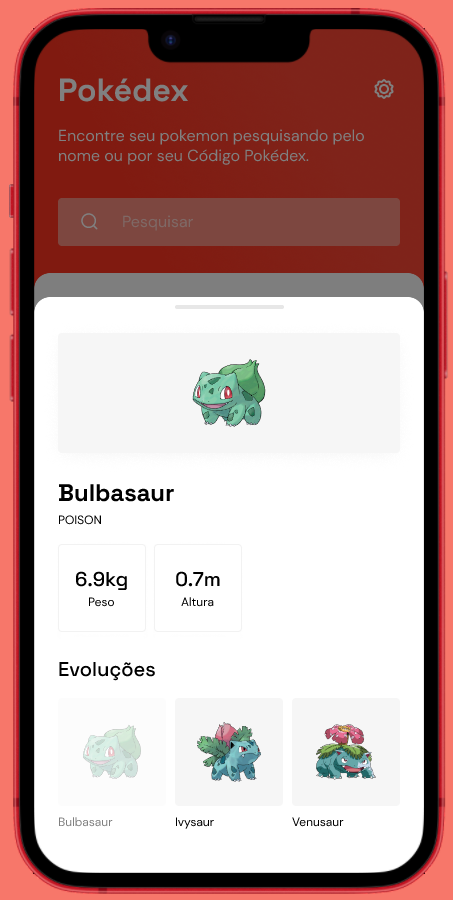 Pokédex
Encontre seu pokemon pesquisando pelo
nome ou por seu Código Pokédex.
Pesquisar
Bulbasaur
POISON
6.9kg
Peso
0.7m
Altura
Evoluções
Bulbasaur
Ivysaur
Venusaur